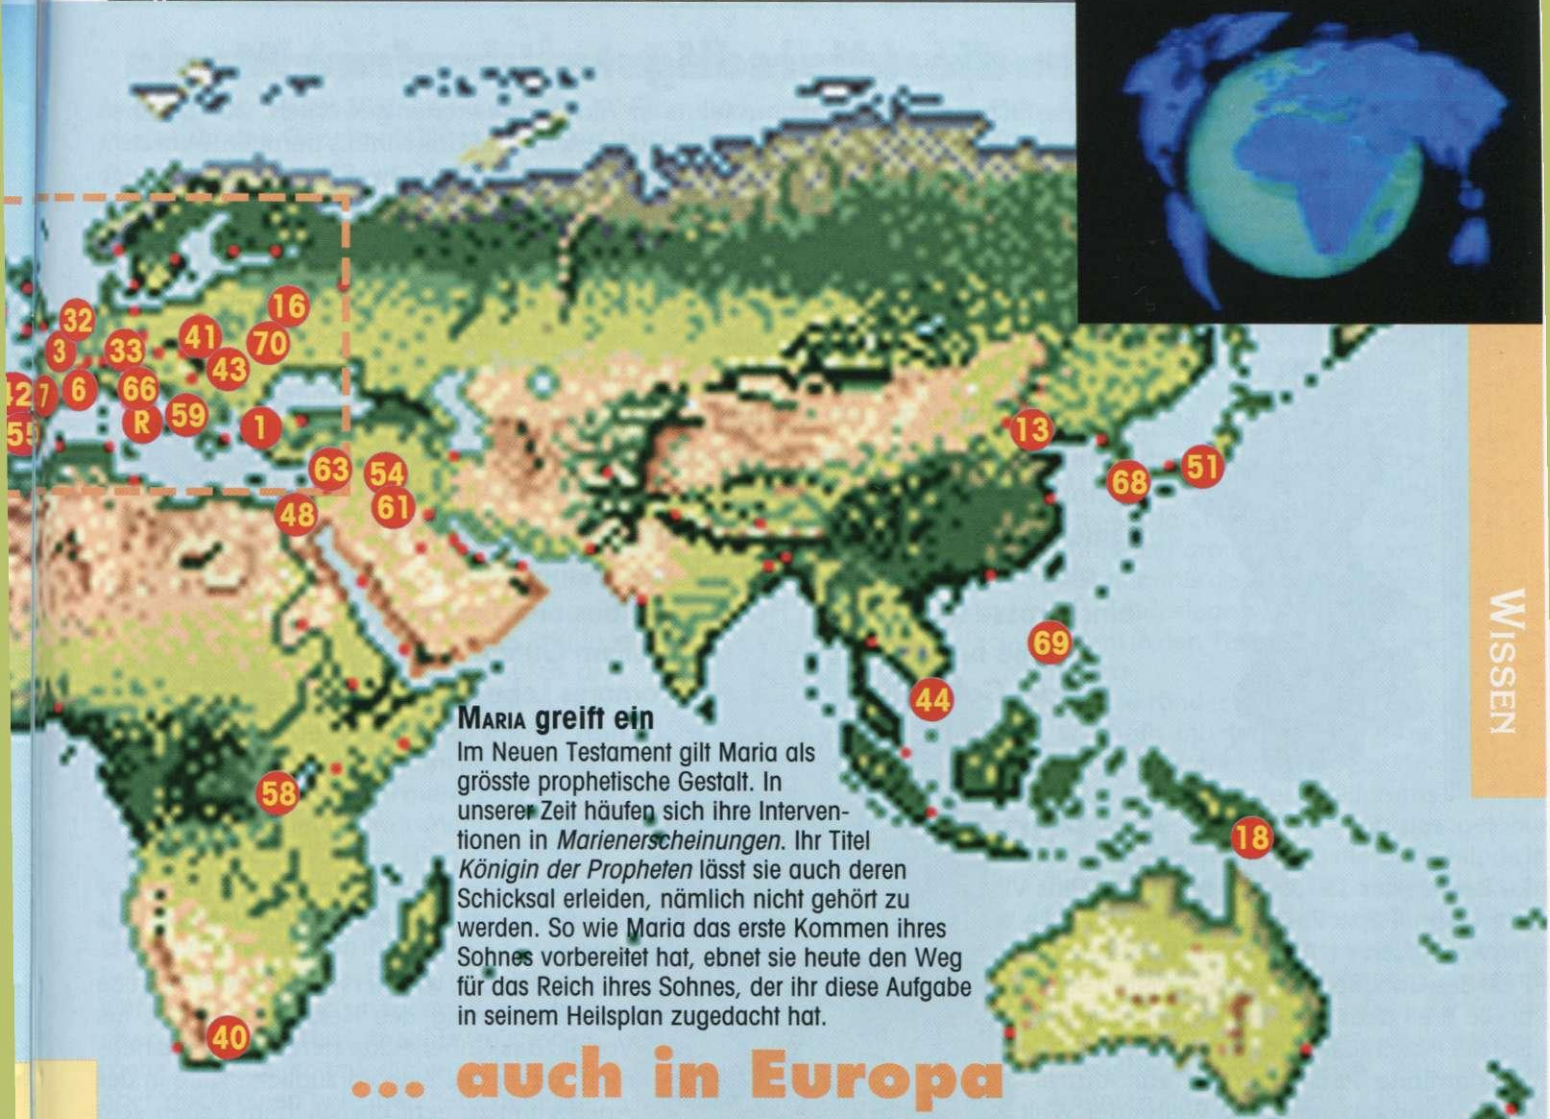 32
16
3
33
41
70
43
12
7
6
66
R
59
1
55
63
54
61
48
13
68
51
69
44
58
18
40
WISSEN
MARIA greift ein
Im Neuen Testament gilt Maria als
grösste prophetische Gestalt. In
unserer Zeit häufen sich ihre Interven-
tionen in Marienerscheinungen. Ihr Titel
Königin der Propheten lässt sie auch deren
Schicksal erleiden, nämlich nicht gehört zu
werden. So wie Maria das erste Kommen ihres
Sohnes vorbereitet hat, ebnet sie heute den Weg
für das Reich ihres Sohnes, der ihr diese Aufgabe
in seinem Heilsplan zugedacht hat.
... auch in Europa